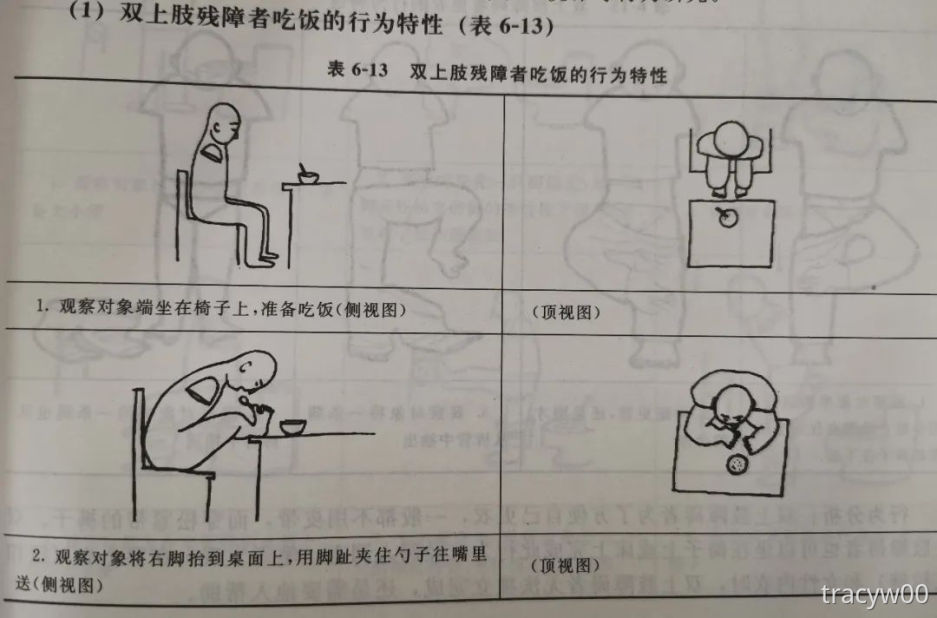 (1) 双上肢残障者吃饭的行为特性(表 6-13)
表 6-13 双上肢残障者吃饭的行为特性
1. 观察对象端坐在椅子上,准备吃饭(侧视图)
(顶视图)
2. 观察对象将右脚抬到桌面上,用脚趾夹住勺子往嘴里
送(侧视图)
(顶视图)
tracyw00